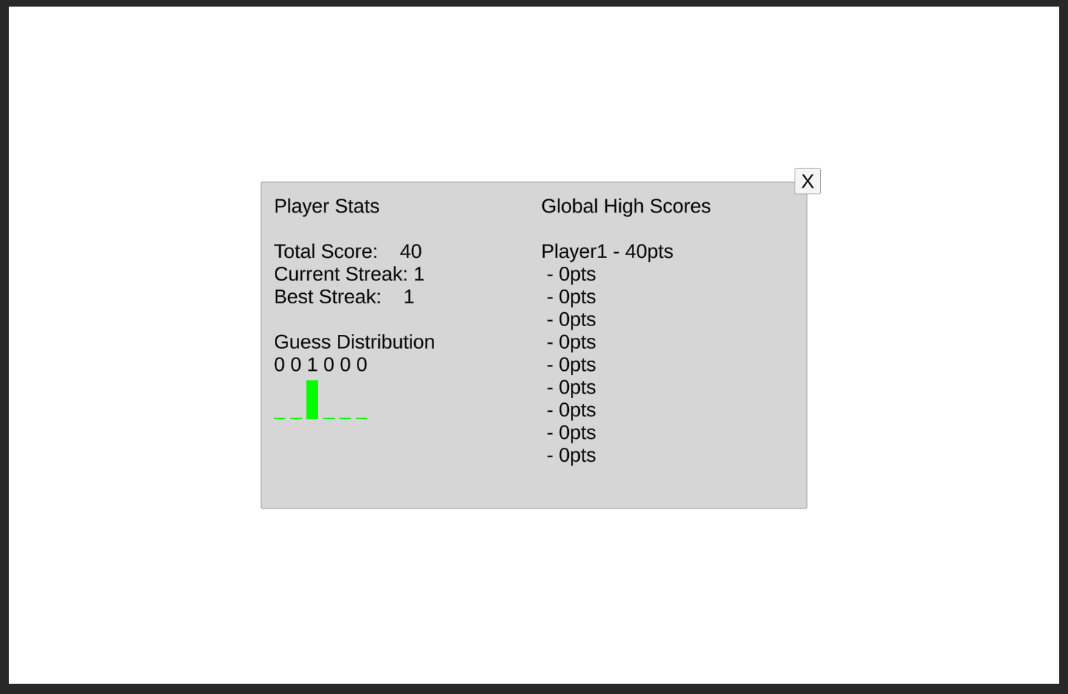 X
Player Stats
Total Score: 40
Current Streak: 1
Best Streak: 1
Guess Distribution
0 0 1 0 0 0
Global High Scores
Player1 - 40pts
- 0pts
- 0pts
- 0pts
- 0pts
- 0pts
- 0pts
- 0pts
- 0pts
- 0pts